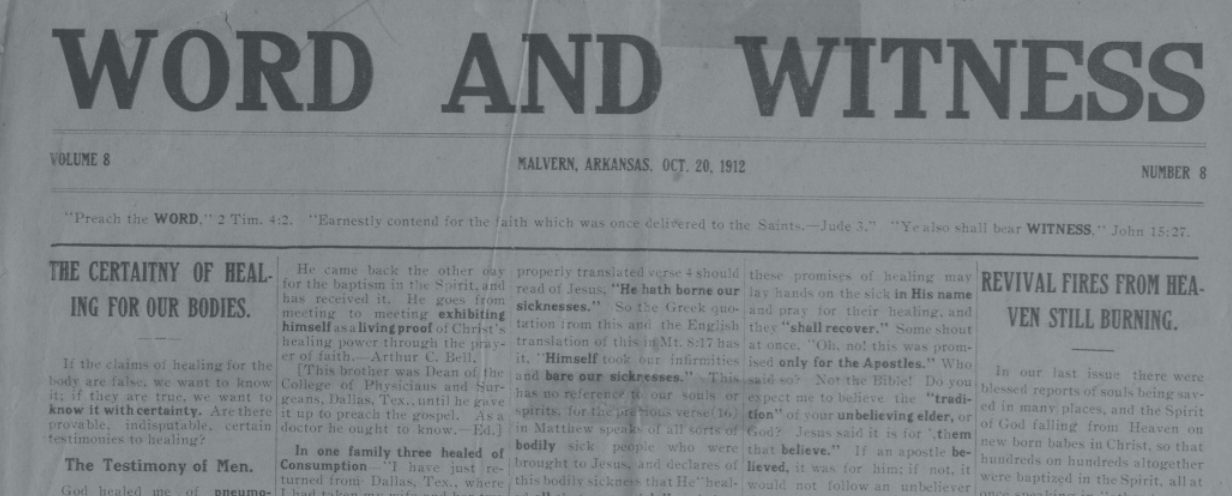 WORD AND WITNESS
VOLUME 8
MALVERN, ARKANSAS, OCT. 20, 1912
NUMBER 8
"Preach the WORD," 2 Tim. 4:2. "Earnestly contend for the faith which was once delivered to the Saints.—Jude 3." "Ye also shall bear WITNESS," John 15:27.
THE CERTAITNY OF HEAL-
ING FOR OUR BODIES.
If the claims of healing for the
body are false, we want to know
it; if they are true, we want to
know it with certainty. Are there
provable, indisputable, certain
testimonies to healing?
The Testimony of Men.
God healed me of pneumo-
He came back the other day
for the baptism in the Spirit, and
has received it. He goes from
meeting to meeting exhibiting
himself as a living proof of Christ's
healing power through the pray-
er of faith.—Arthur C. Bell.
[This brother was Dean of the
College of Physicians and Sur-
geans, Dallas, Tex., until he gave
it up to preach the gospel. As a
doctor he ought to know.—Ed.]
In one family three healed of
Consumption—"I have just re-
turned from Dallas, Tex., where
I had taken my wife and
properly translated verse 4 should
read of Jesus; "He hath borne our
sicknesses." So the Greek quo-
tation from this and the English
translation of this in Mt. 8:17 has
it, "Himself took our infirmities
and bare our sicknesses." This
has no reference to our souls or
spirits, for the previous verse (16)
in Matthew speaks of all sorts of
bodily sick people who were
brought to Jesus, and declares of
this bodily sickness that He "heal-
these promises of healing may
lay hands on the sick in His name
and pray for their healing, and
they "shall recover." Some shout
at once, "Oh, no! this was prom-
ised only for the Apostles." Who
said so? Not the Bible! Do you
expect me to believe the "tradi-
tion" of your unbelieving elder, or
God? Jesus said it is for "them
that believe." If an apostle be-
lieved, it was for him; if not, it
would not follow an unbeliever
REVIVAL FIRES FROM HEA-
VEN STILL BURNING.
In our last issue there were
blessed reports of souls being sav-
ed in many places, and the Spirit
of God falling from Heaven on
new born babes in Christ, so that
hundreds on hundreds altogether
were baptized in the Spirit, all at